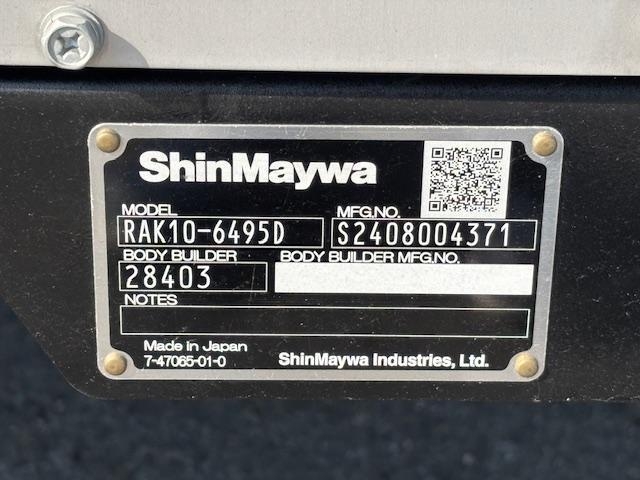 ShinMaywa
MODEL MFG.NO.
RAK10-6495D S2408004371
BODY BUILDER BODY BUILDER MFG.NO.
28403
NOTES
Made in Japan
7-47065-01-0 ShinMaywa Industries, Ltd.